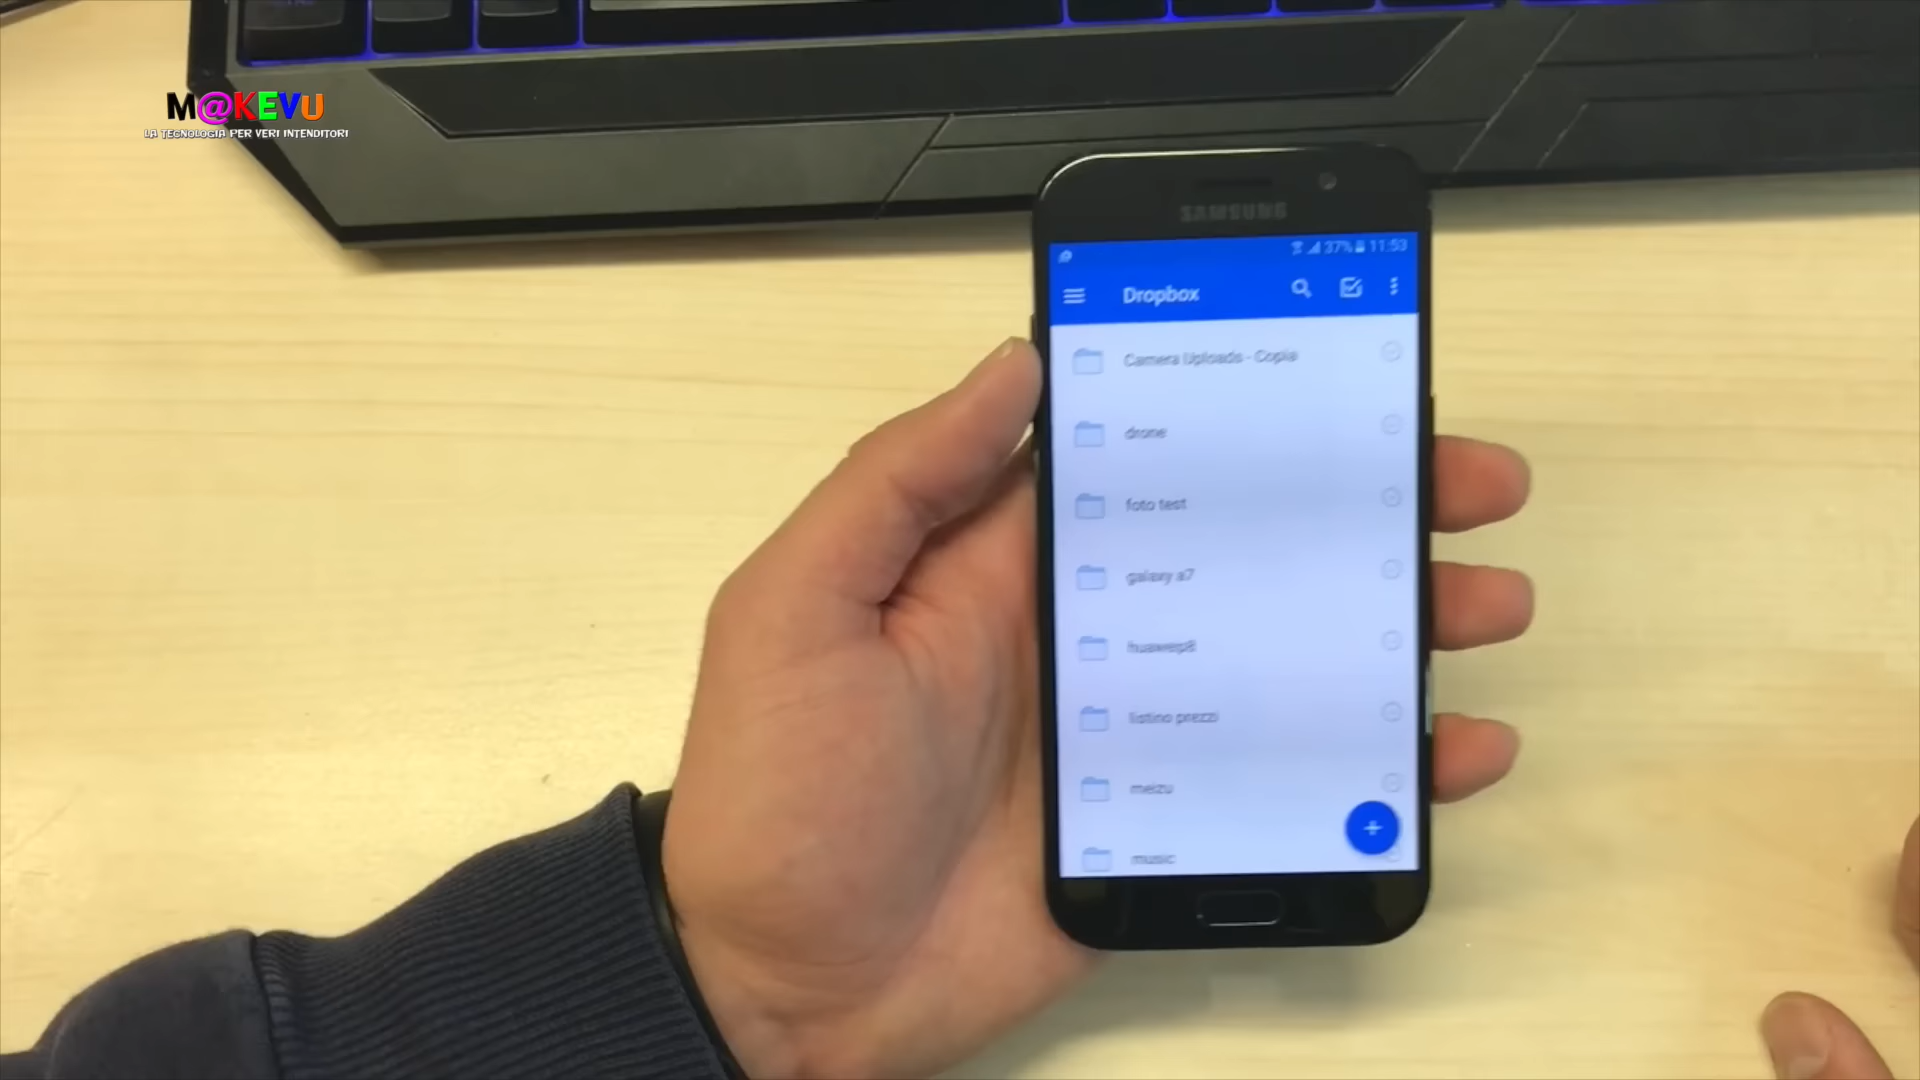 M@KEVU
LA TECNOLOGIA PER VERI INTENDITORI
SAMSUNG
37% 11:53
Dropbox
Camera Uploads - Copia
drone
foto test
galaxy a7
huaweip8
listino prezzi
meizu
music